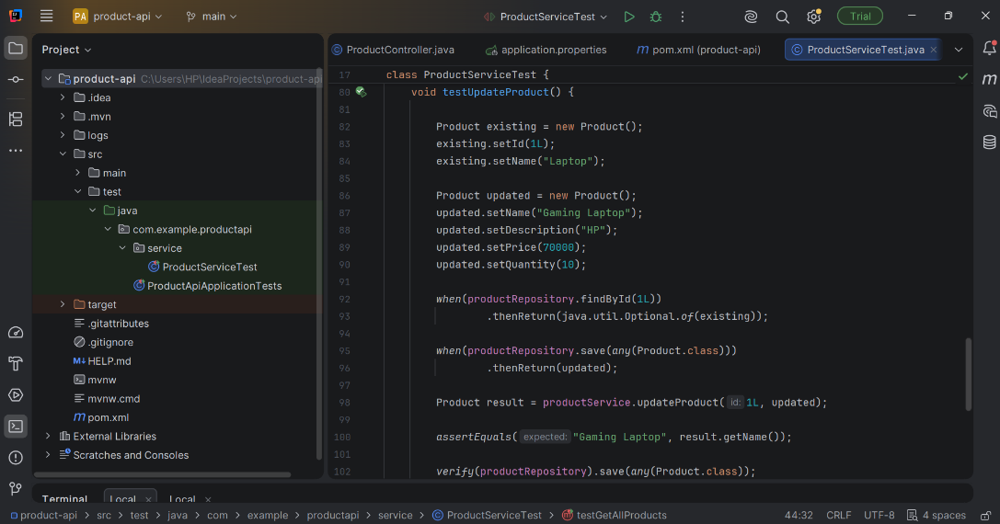 PA product-api main ProductServiceTest Trial
Project
ProductController.java application.properties pom.xml (product-api) ProductServiceTest.java
product-api C:\Users\HP\IdeaProjects\product-api
.idea
.mvn
logs
src
main
test
java
com.example.productapi
service
ProductServiceTest
ProductApiApplicationTests
target
.gitattributes
.gitignore
HELP.md
mvnw
mvnw.cmd
pom.xml
External Libraries
Scratches and Consoles
17 class ProductServiceTest {
80 void testUpdateProduct() {
81
82 Product existing = new Product();
83 existing.setId(1L);
84 existing.setName("Laptop");
85
86 Product updated = new Product();
87 updated.setName("Gaming Laptop");
88 updated.setDescription("HP");
89 updated.setPrice(70000);
90 updated.setQuantity(10);
91
92 when(productRepository.findById(1L))
93 .thenReturn(java.util.Optional.of(existing));
94
95 when(productRepository.save(any(Product.class)))
96 .thenReturn(updated);
97
98 Product result = productService.updateProduct( id: 1L, updated);
99
100 assertEquals( expected: "Gaming Laptop", result.getName());
101
102 verify(productRepository).save(any(Product.class));
Terminal Local × Local ×
product-api > src > test > java > com > example > productapi > service > ProductServiceTest > testGetAllProducts 44:32 CRLF UTF-8 4 spaces